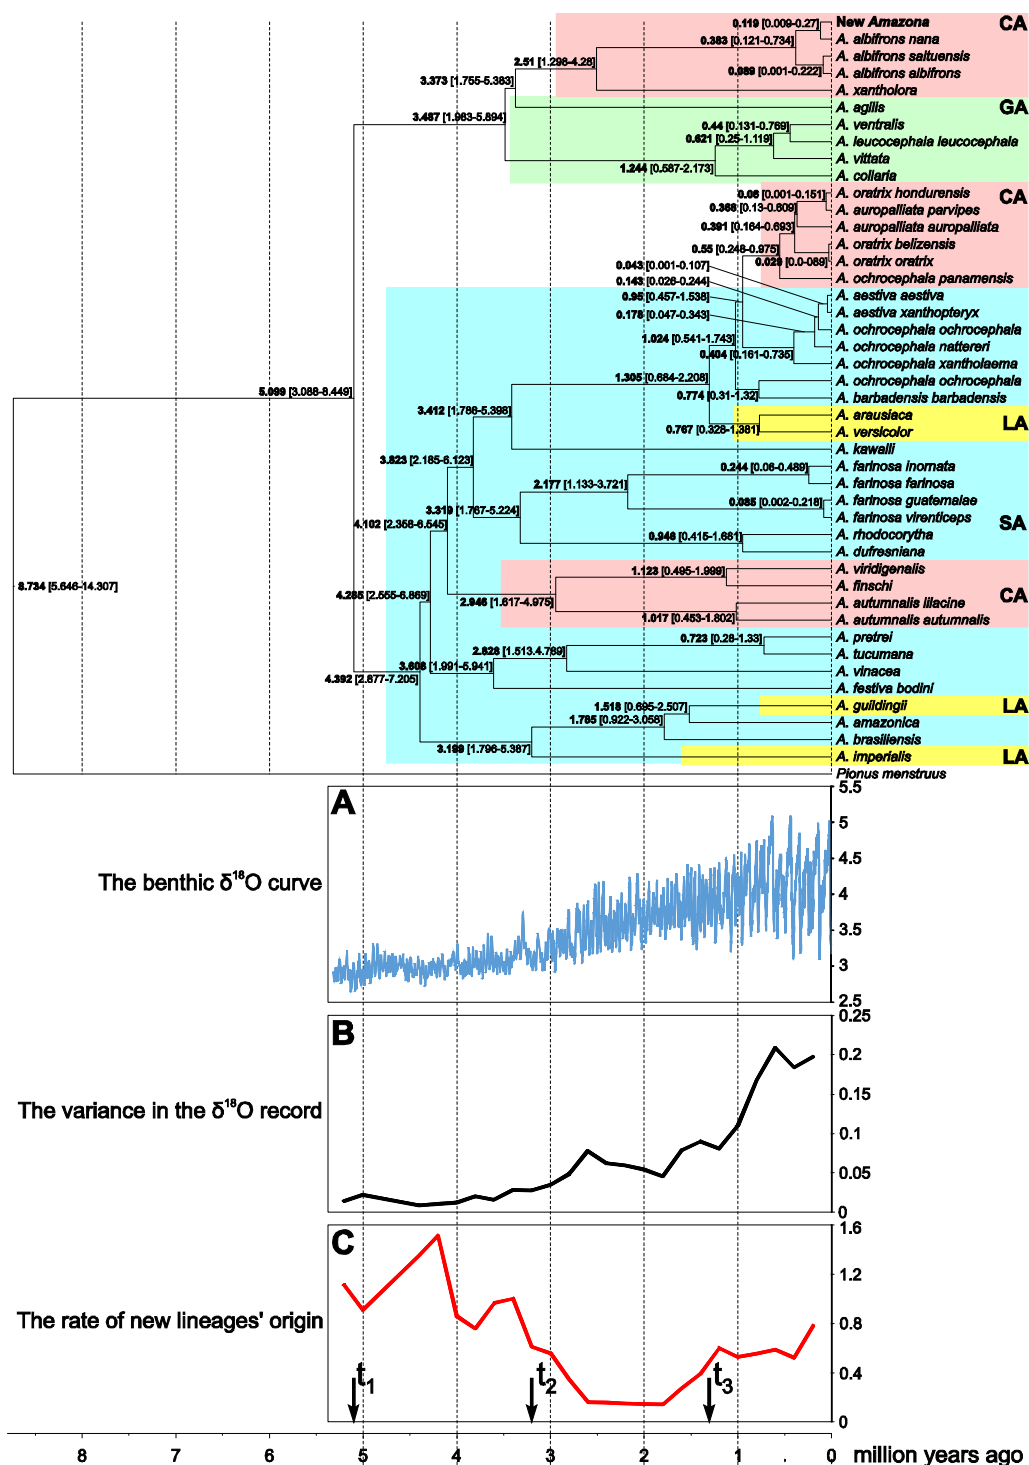 0.119 [0.009-0.27] New Amazona CA
0.383 [0.121-0.734] A. albifrons nana
2.51 [1.296-4.28] A. albifrons saltuensis
0.089 [0.001-0.222] A. albifrons albifrons
3.373 [1.755-5.383] A. xantholora
A. agilis GA
3.487 [1.983-5.894] 0.44 [0.131-0.769] A. ventralis
0.621 [0.25-1.119] A. leucocephala leucocephala
A. vittata
1.244 [0.587-2.173] A. collaria
0.06 [0.001-0.151] A. oratrix hondurensis CA
0.368 [0.13-0.609] A. auropalliata parvipes
0.391 [0.164-0.693] A. auropalliata auropalliata
0.55 [0.248-0.975] A. oratrix belizensis
0.043 [0.001-0.107] 0.029 [0.0-069] A. oratrix oratrix
0.143 [0.026-0.244] A. ochrocephala panamensis
0.95 [0.457-1.538] A. aestiva aestiva
0.178 [0.047-0.343] A. aestiva xanthopteryx
1.024 [0.541-1.743] A. ochrocephala ochrocephala
A. ochrocephala nattereri
0.404 [0.161-0.735] A. ochrocephala xantholaema
1.305 [0.684-2.208] A. ochrocephala ochrocephala
5.099 [3.088-8.449] 0.774 [0.31-1.32] A. barbadensis barbadensis
3.412 [1.786-5.398] A. arausiaca LA
0.767 [0.328-1.381] A. versicolor
A. kawalli
3.823 [2.185-6.123] 0.244 [0.06-0.489] A. farinosa inornata
2.177 [1.133-3.721] A. farinosa farinosa
0.085 [0.002-0.218] A. farinosa guatemalae
3.319 [1.767-5.224] A. farinosa virenticeps SA
4.102 [2.358-6.545] 0.946 [0.415-1.681] A. rhodocorytha
A. dufresniana
1.123 [0.495-1.999] A. viridigenalis
8.734 [5.646-14.307] A. finschi
4.285 [2.555-6.869] 2.946 [1.617-4.975] A. autumnalis lilacine CA
1.017 [0.453-1.802] A. autumnalis autumnalis
0.723 [0.28-1.33] A. pretrei
2.828 [1.513.4.789] A. tucumana
3.608 [1.991-5.941] A. vinacea
4.392 [2.677-7.205] A. festiva bodini
1.518 [0.695-2.507] A. guildingii LA
1.785 [0.922-3.058] A. amazonica
3.199 [1.796-5.387] A. brasiliensis
A. imperialis LA
Pionus menstruus
A
5.5
5
4.5
The benthic δ18O curve
4
3.5
3
2.5
B
0.25
0.2
0.15
The variance in the δ18O record
0.1
0.05
0
C
1.6
1.2
The rate of new lineages' origin
0.8
0.4
0
t1 t2 t3
8 7 6 5 4 3 2 1 0 million years ago